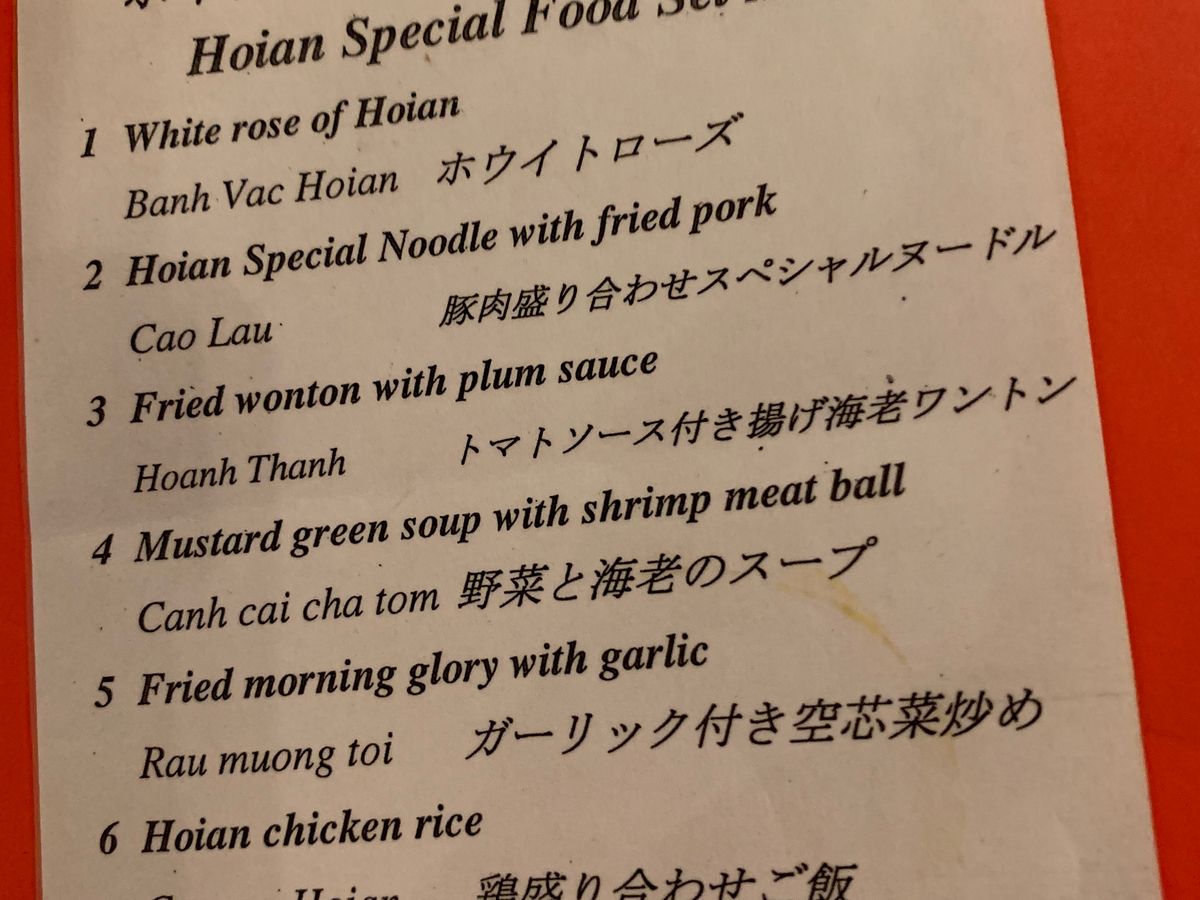 Hoian Special Food Set
1 White rose of Hoian
Banh Vac Hoian ホウイトローズ
2 Hoian Special Noodle with fried pork
Cao Lau 豚肉盛り合わせスペシャルヌードル
3 Fried wonton with plum sauce
Hoanh Thanh トマトソース付き揚げ海老ワントン
4 Mustard green soup with shrimp meat ball
Canh cai cha tom 野菜と海老のスープ
5 Fried morning glory with garlic
Rau muong toi ガーリック付き空芯菜炒め
6 Hoian chicken rice
Hoian 鶏盛り合わせご飯